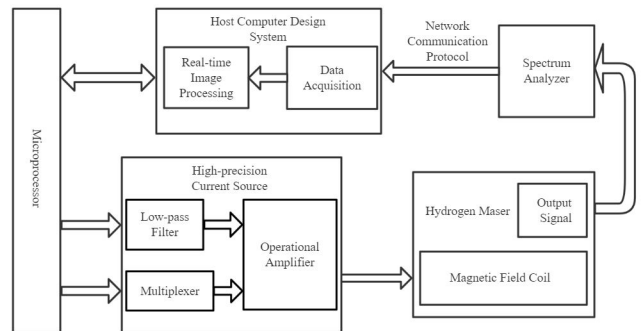 Microprocessor
Host Computer Design
System
Real-time
Image
Processing
Data
Acquisition
Network
Communication
Protocol
Spectrum
Analyzer
High-precision
Current Source
Low-pass
Filter
Multiplexer
Operational
Amplifier
Hydrogen Maser
Output
Signal
Magnetic Field Coil